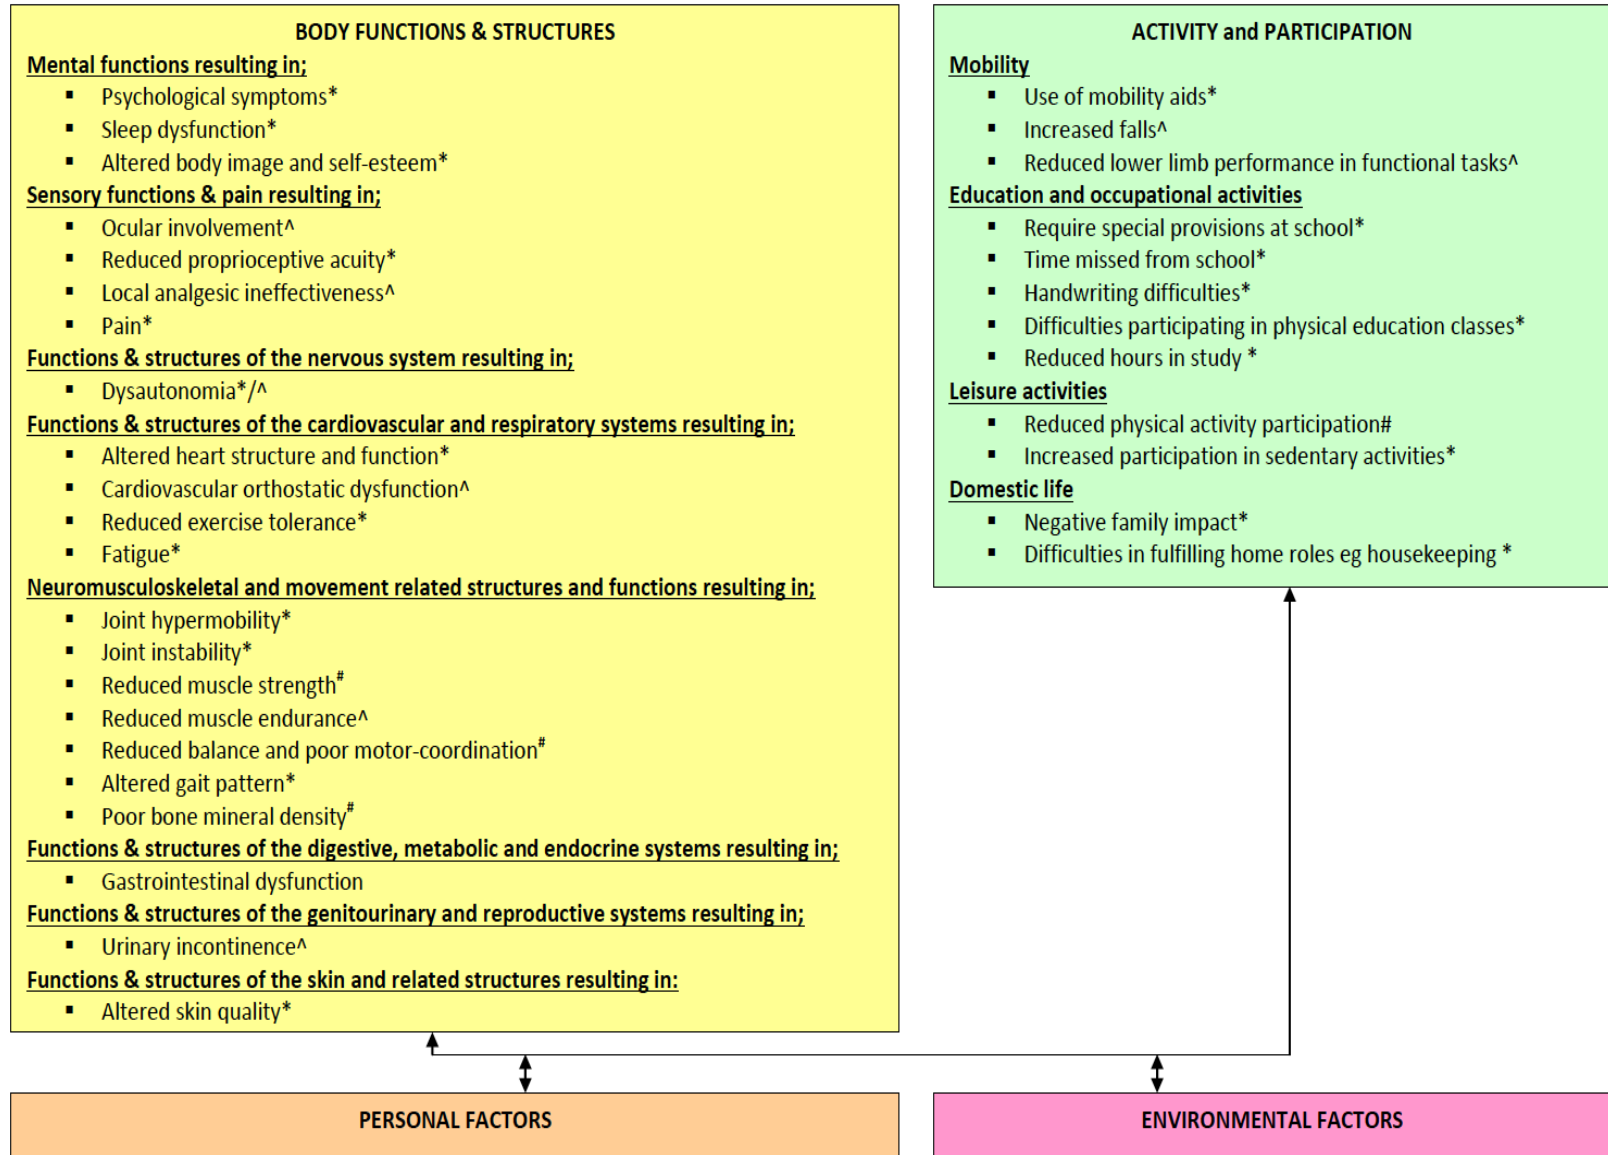 BODY FUNCTIONS & STRUCTURES
Mental functions resulting in;
▪ Psychological symptoms*
▪ Sleep dysfunction*
▪ Altered body image and self-esteem*
Sensory functions & pain resulting in;
▪ Ocular involvement^
▪ Reduced proprioceptive acuity*
▪ Local analgesic ineffectiveness^
▪ Pain*
Functions & structures of the nervous system resulting in;
▪ Dysautonomia*/^
Functions & structures of the cardiovascular and respiratory systems resulting in;
▪ Altered heart structure and function*
▪ Cardiovascular orthostatic dysfunction^
▪ Reduced exercise tolerance*
▪ Fatigue*
Neuromusculoskeletal and movement related structures and functions resulting in;
▪ Joint hypermobility*
▪ Joint instability*
▪ Reduced muscle strength#
▪ Reduced muscle endurance^
▪ Reduced balance and poor motor-coordination#
▪ Altered gait pattern*
▪ Poor bone mineral density#
Functions & structures of the digestive, metabolic and endocrine systems resulting in;
▪ Gastrointestinal dysfunction
Functions & structures of the genitourinary and reproductive systems resulting in;
▪ Urinary incontinence^
Functions & structures of the skin and related structures resulting in:
▪ Altered skin quality*
ACTIVITY and PARTICIPATION
Mobility
▪ Use of mobility aids*
▪ Increased falls^
▪ Reduced lower limb performance in functional tasks^
Education and occupational activities
▪ Require special provisions at school*
▪ Time missed from school*
▪ Handwriting difficulties*
▪ Difficulties participating in physical education classes*
▪ Reduced hours in study *
Leisure activities
▪ Reduced physical activity participation#
▪ Increased participation in sedentary activities*
Domestic life
▪ Negative family impact*
▪ Difficulties in fulfilling home roles eg housekeeping *
PERSONAL FACTORS
ENVIRONMENTAL FACTORS